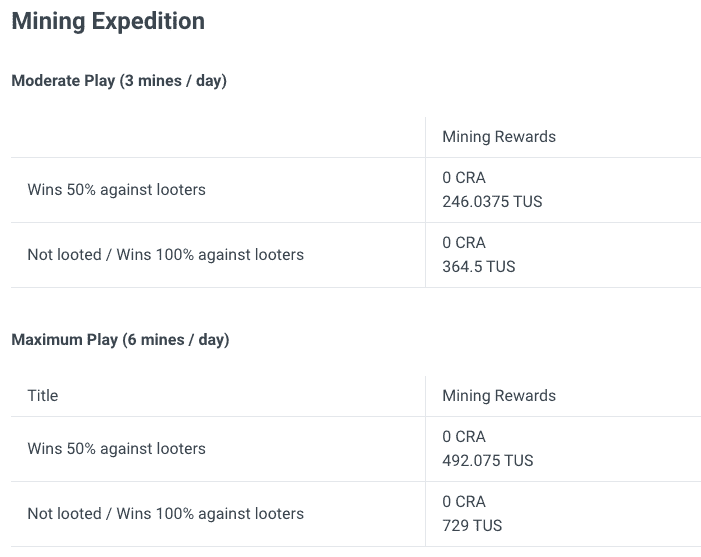 Mining Expedition
Moderate Play (3 mines / day)
Mining Rewards
Wins 50% against looters
0 CRA
246.0375 TUS
Not looted / Wins 100% against looters
0 CRA
364.5 TUS
Maximum Play (6 mines / day)
Title
Mining Rewards
Wins 50% against looters
0 CRA
492.075 TUS
Not looted / Wins 100% against looters
0 CRA
729 TUS